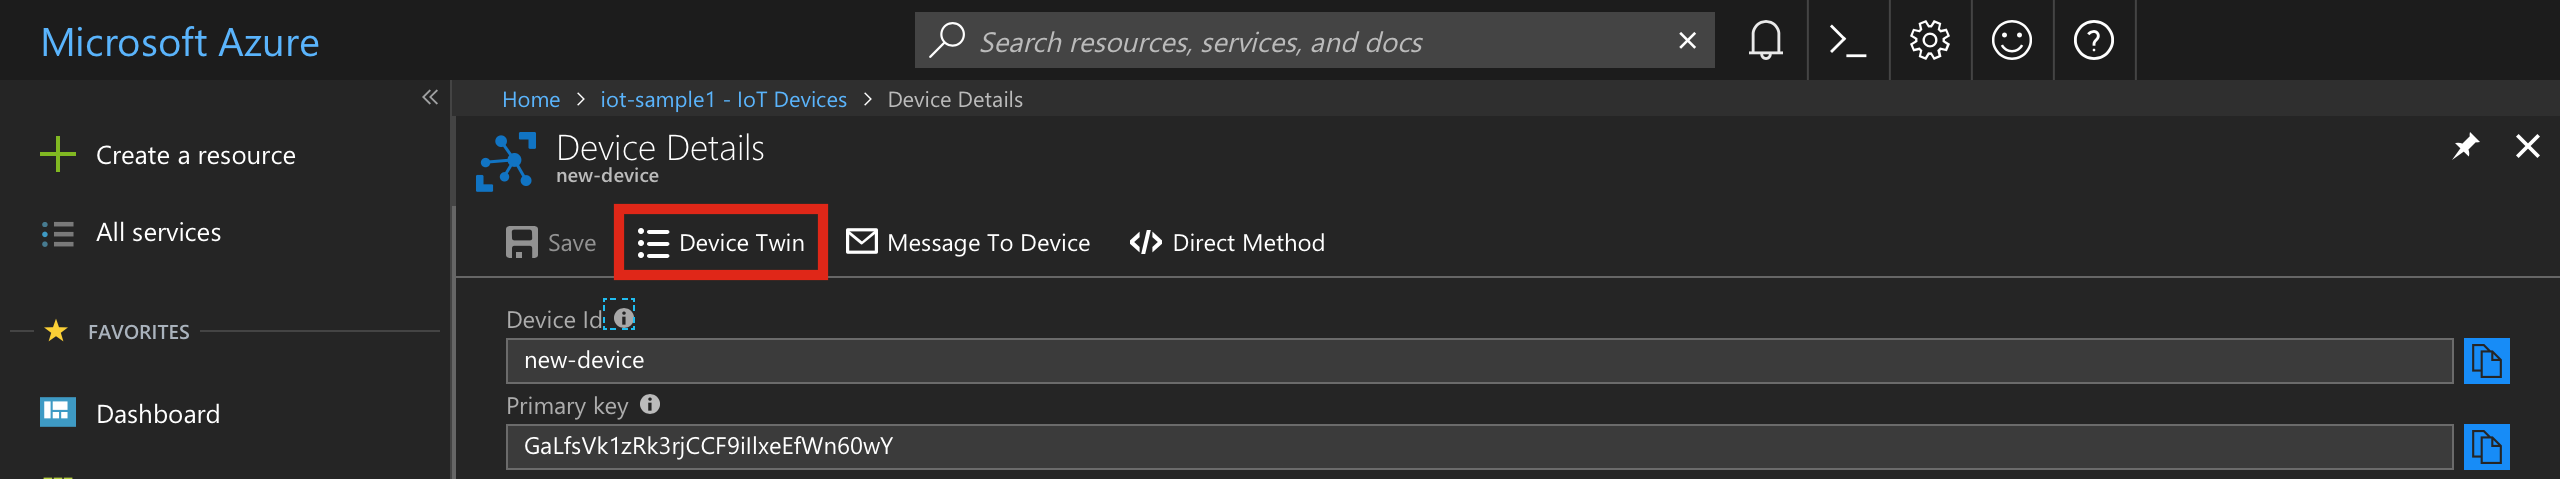 Microsoft Azure
Search resources, services, and docs
Home > iot-sample1 - IoT Devices > Device Details
Create a resource
All services
FAVORITES
Dashboard
Device Details
new-device
Save Device Twin Message To Device Direct Method
Device Id
new-device
Primary key